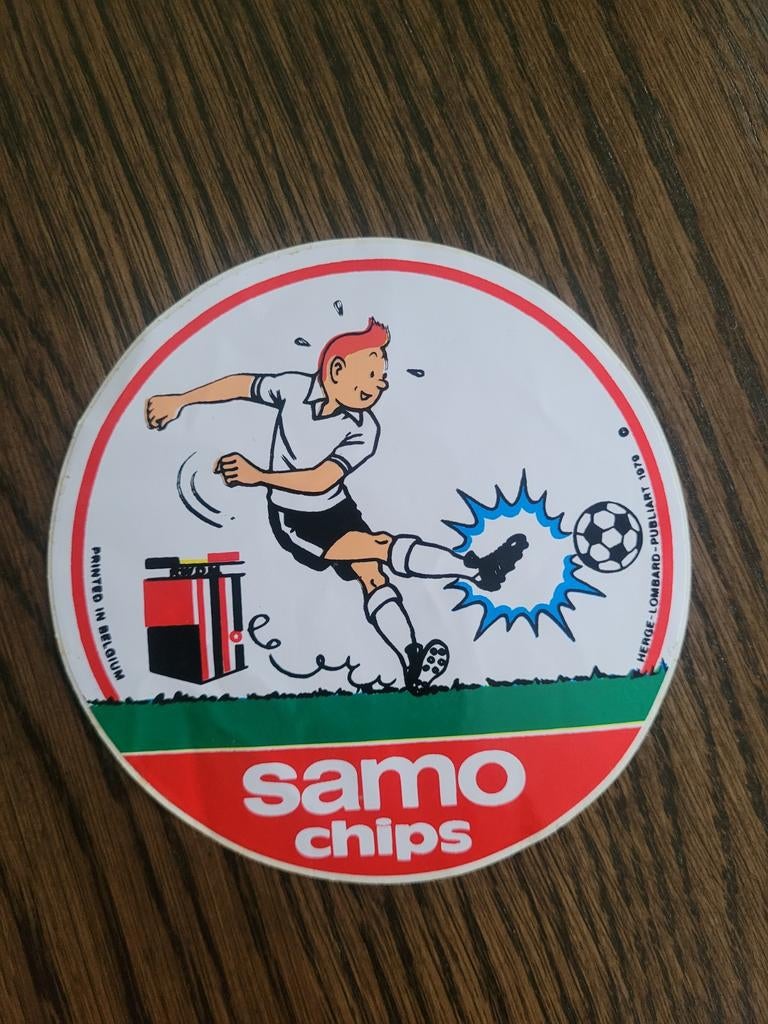 PRINTED IN BELGIUM
HERGE-LOMBARD-PUBLIART 1979 ©
samo
chips